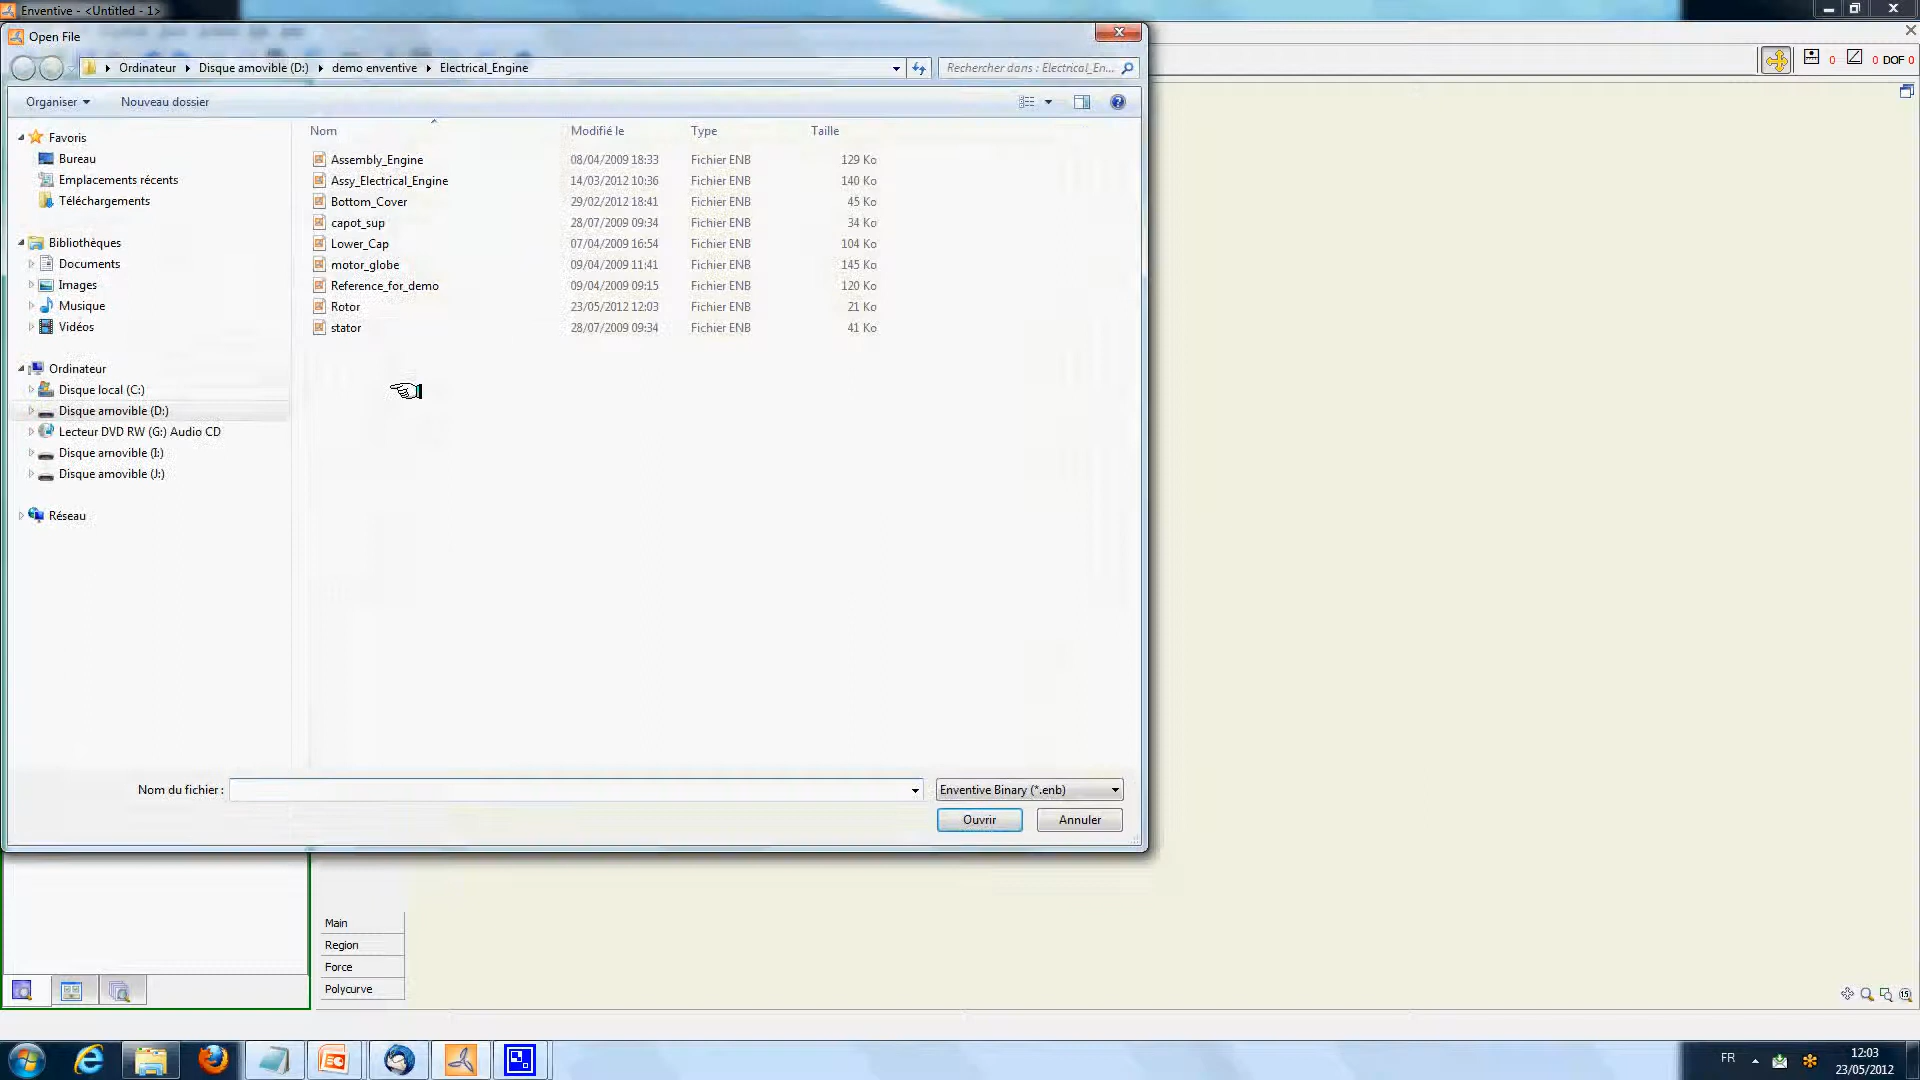 Enventive - <Untitled - 1>
Open File
Ordinateur Disque amovible (D:) demo enventive Electrical_Engine
Rechercher dans : Electrical_En...
0 0 DOF 0
Organiser Nouveau dossier
Nom Modifié le Type Taille
Favoris
Bureau
Emplacements récents
Téléchargements
Bibliothèques
Documents
Images
Musique
Vidéos
Ordinateur
Disque local (C:)
Disque amovible (D:)
Lecteur DVD RW (G:) Audio CD
Disque amovible (I:)
Disque amovible (J:)
Réseau
Assembly_Engine 08/04/2009 18:33 Fichier ENB 129 Ko
Assy_Electrical_Engine 14/03/2012 10:36 Fichier ENB 140 Ko
Bottom_Cover 29/02/2012 18:41 Fichier ENB 45 Ko
capot_sup 28/07/2009 09:34 Fichier ENB 34 Ko
Lower_Cap 07/04/2009 16:54 Fichier ENB 104 Ko
motor_globe 09/04/2009 11:41 Fichier ENB 145 Ko
Reference_for_demo 09/04/2009 09:15 Fichier ENB 120 Ko
Rotor 23/05/2012 12:03 Fichier ENB 21 Ko
stator 28/07/2009 09:34 Fichier ENB 41 Ko
Nom du fichier : Enventive Binary (*.enb)
Ouvrir Annuler
Main
Region
Force
Polycurve
FR
12:03
23/05/2012